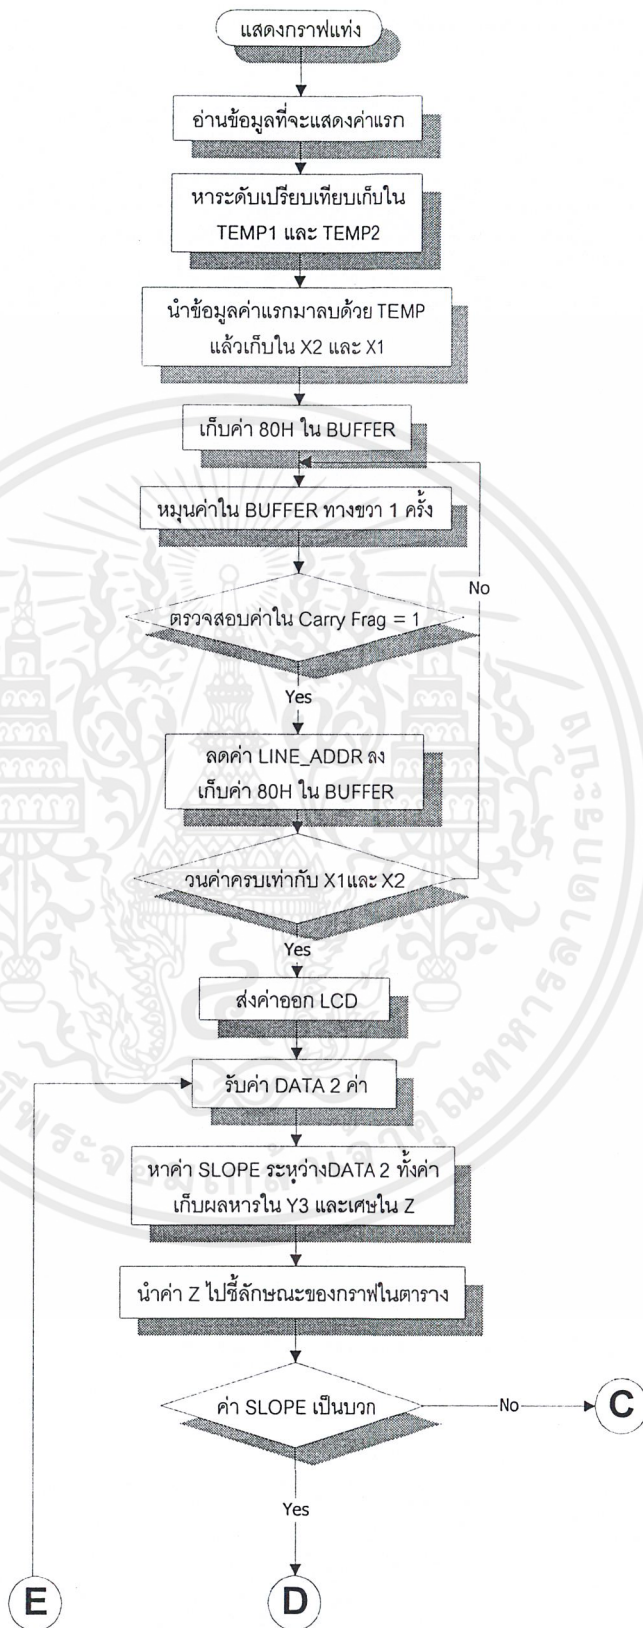 แสดงกราฟแท่ง
อ่านข้อมูลที่จะแสดงค่าแรก
หาระดับเปรียบเทียบเก็บใน
TEMP1 และ TEMP2
นำข้อมูลค่าแรกมาลบด้วย TEMP
แล้วเก็บใน X2 และ X1
เก็บค่า 80H ใน BUFFER
หมุนค่าใน BUFFER ทางขวา 1 ครั้ง
No
ตรวจสอบค่าใน Carry Frag = 1
Yes
ลดค่า LINE_ADDR ลง
เก็บค่า 80H ใน BUFFER
วนค่าครบเท่ากับ X1และ X2
Yes
ส่งค่าออก LCD
รับค่า DATA 2 ค่า
หาค่า SLOPE ระหว่างDATA 2 ทั้งค่า
เก็บผลหารใน Y3 และเศษใน Z
นำค่า Z ไปชี้ลักษณะของกราฟในตาราง
ค่า SLOPE เป็นบวก
No
C
Yes
E
D